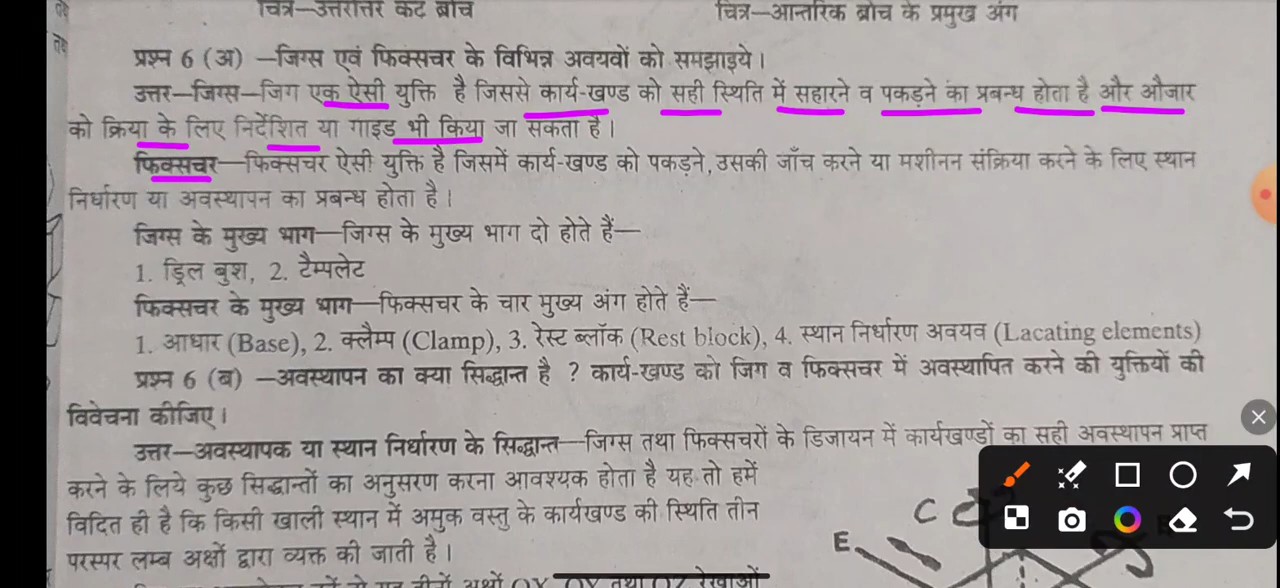 चित्र—उत्तरोत्तर कट ब्रोच
चित्र—आन्तरिक ब्रोच के प्रमुख अंग
प्रश्न 6 (अ) —जिग्स एवं फिक्सचर के विभिन्न अवयवों को समझाइये।
उत्तर—जिग्स—जिग एक ऐसी युक्ति है जिससे कार्य-खण्ड को सही स्थिति में सहारने व पकड़ने का प्रबन्ध होता है और औजार
को क्रिया के लिए निर्देशित या गाइड भी किया जा सकता है।
फिक्सचर—फिक्सचर ऐसी युक्ति है जिसमें कार्य-खण्ड को पकड़ने, उसकी जाँच करने या मशीनन संक्रिया करने के लिए स्थान
निर्धारण या अवस्थापन का प्रबन्ध होता है।
जिग्स के मुख्य भाग—जिग्स के मुख्य भाग दो होते हैं—
1. ड्रिल बुश, 2. टैम्पलेट
फिक्सचर के मुख्य भाग—फिक्सचर के चार मुख्य अंग होते हैं—
1. आधार (Base), 2. क्लैम्प (Clamp), 3. रेस्ट ब्लॉक (Rest block), 4. स्थान निर्धारण अवयव (Lacating elements)
प्रश्न 6 (ब) —अवस्थापन का क्या सिद्धान्त है ? कार्य-खण्ड को जिग व फिक्सचर में अवस्थापित करने की युक्तियों की
विवेचना कीजिए।
उत्तर—अवस्थापक या स्थान निर्धारण के सिद्धान्त—जिग्स तथा फिक्सचरों के डिजायन में कार्यखण्डों का सही अवस्थापन प्राप्त
करने के लिये कुछ सिद्धान्तों का अनुसरण करना आवश्यक होता है यह तो हमें
विदित ही है कि किसी खाली स्थान में अमुक वस्तु के कार्यखण्ड की स्थिति तीन
परस्पर लम्ब अक्षों द्वारा व्यक्त की जाती है।
C
E